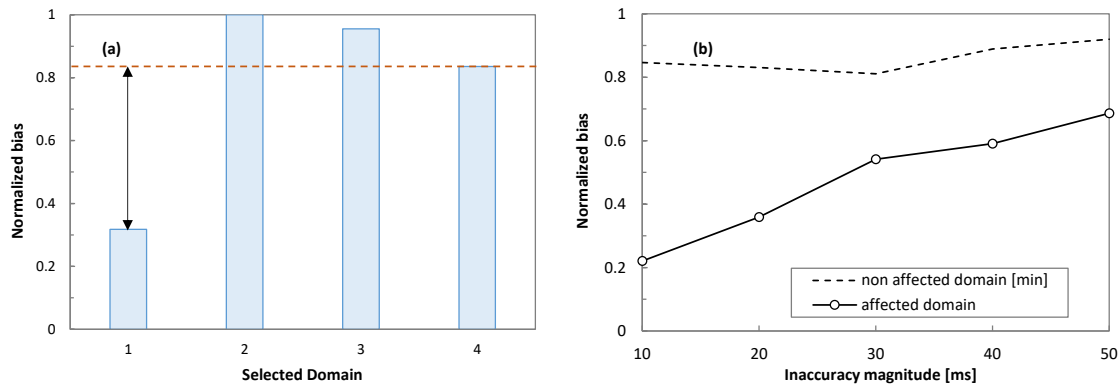 (a)
Normalized bias
1
0.8
0.6
0.4
0.2
0
1 2 3 4
Selected Domain
(b)
Normalized bias
1
0.8
0.6
0.4
0.2
0
non affected domain [min]
affected domain
10 20 30 40 50
Inaccuracy magnitude [ms]